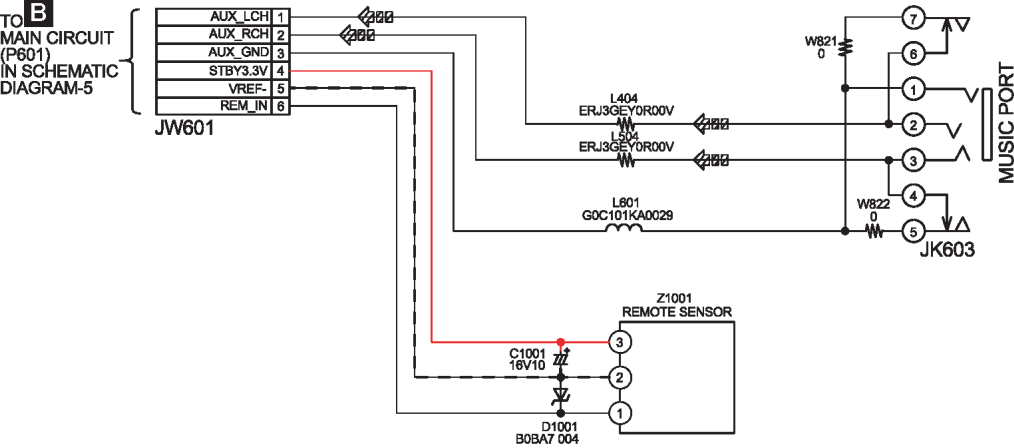 TO B
MAIN CIRCUIT
(P601)
IN SCHEMATIC
DIAGRAM-5
AUX_LCH 1
AUX_RCH 2
AUX_GND 3
STBY3.3V 4
VREF- 5
REM_IN 6
JW601
L404
ERJ3GEY0R00V
L504
ERJ3GEY0R00V
L601
G0C101KA0029
W821
0
W822
0
7
6
1
2
3
4
5
JK603
MUSIC PORT
Z1001
REMOTE SENSOR
3
2
1
C1001
16V10
+
D1001
B0BA7 004